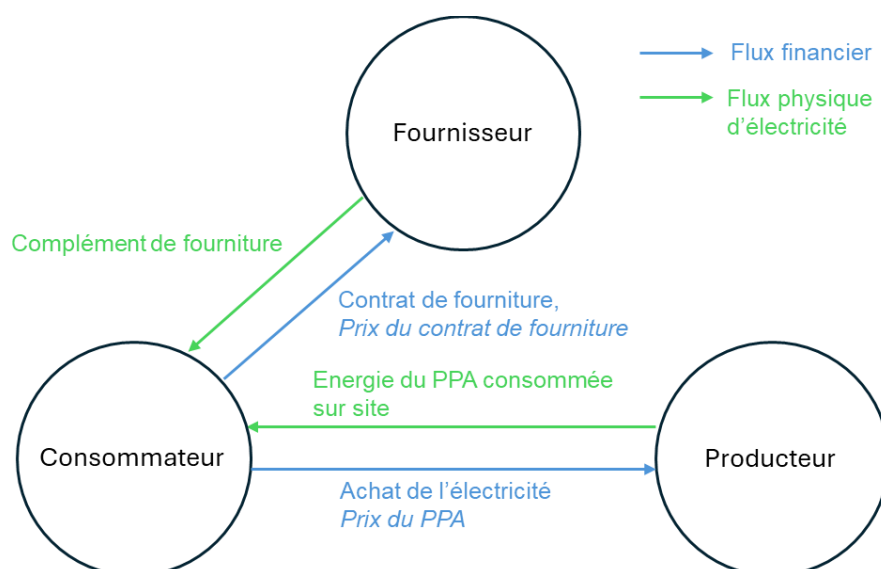 Flux financier
Flux physique
d'électricité
Fournisseur
Complément de fourniture
Contrat de fourniture,
Prix du contrat de fourniture
Energie du PPA consommée
sur site
Consommateur
Producteur
Achat de l’électricité
Prix du PPA